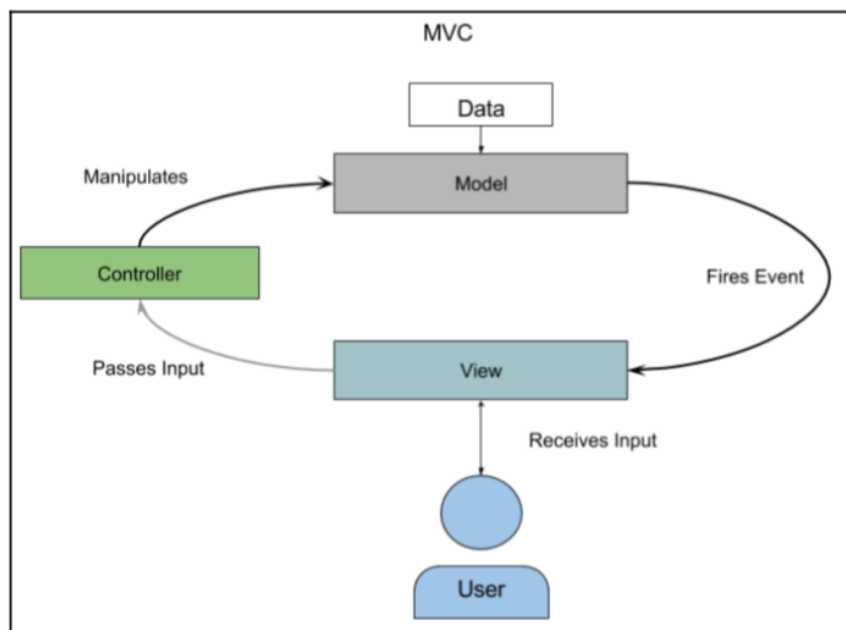 MVC
Data
Manipulates
Model
Controller
Fires Event
Passes Input
View
Receives Input
User